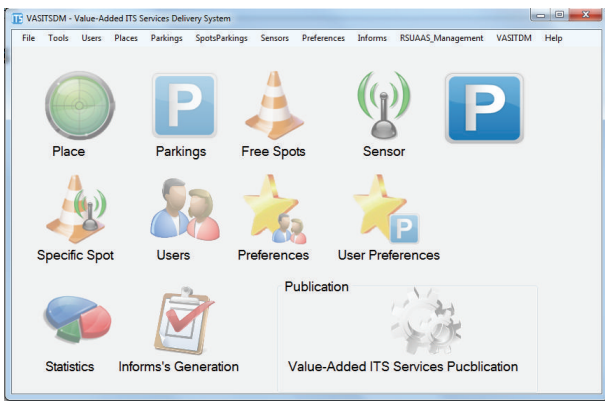 ITS VASITSDM - Value-Added ITS Services Delivery System
File Tools Users Places Parkings SpotsParkings Sensors Preferences Informs RSUAAS_Management VASITDM Help
P P
Place Parkings Free Spots Sensor
P
Specific Spot Users Preferences User Preferences
Publication
Statistics Informs's Generation Value-Added ITS Services Pucblication